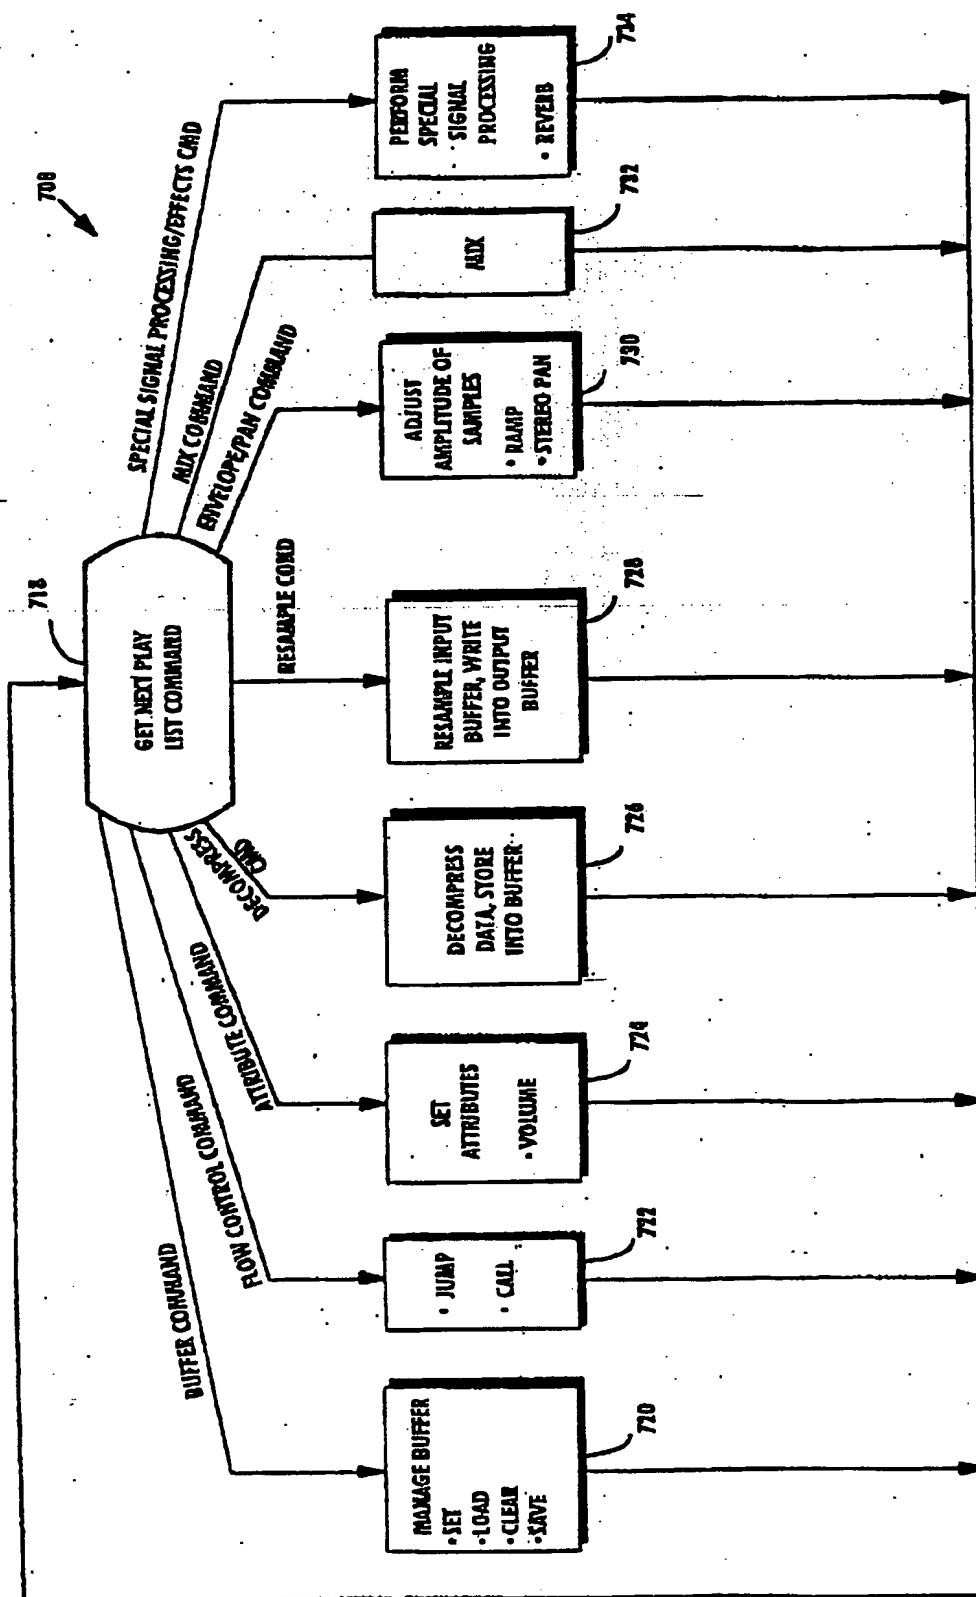 708
718
GET NEXT PLAY
LIST COMMAND
BUFFER COMMAND
FLOW CONTROL COMMAND
ATTRIBUTE COMMAND
DECOMPRESS
CMD
RESAMPLE COMD
ENVELOPE/PAN COMMAND
MIX COMMAND
SPECIAL SIGNAL PROCESSING/EFFECTS CMD
MANAGE BUFFER
• SET
• LOAD
• CLEAR
• SAVE
720
• JUMP
• CALL
722
SET
ATTRIBUTES
• VOLUME
724
DECOMPRESS
DATA, STORE
INTO BUFFER
726
RESAMPLE INPUT
BUFFER, WRITE
INTO OUTPUT
BUFFER
728
ADJUST
AMPLITUDE OF
SAMPLES
• RAMP
• STEREO PAN
730
MIX
732
PERFORM
SPECIAL
SIGNAL
PROCESSING
• REVERB
734